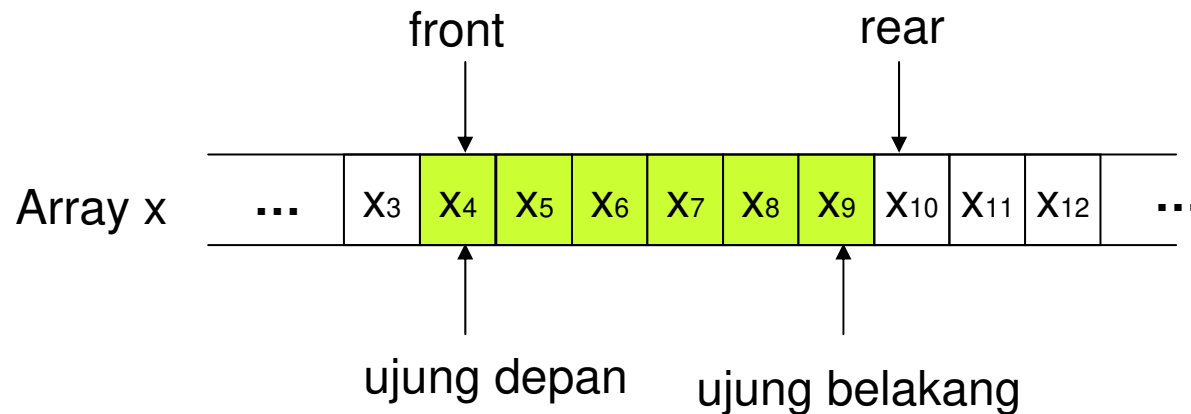 front rear
Array x ... x3 x4 x5 x6 x7 x8 x9 x10 x11 x12 ...
ujung depan ujung belakang